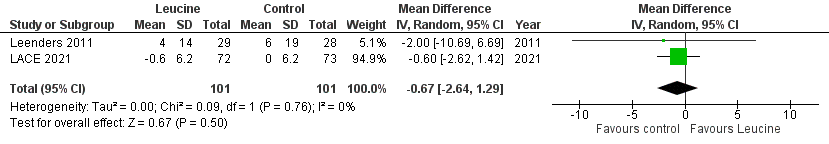 Leucine Control Mean Difference Mean Difference
Study or Subgroup Mean SD Total Mean SD Total Weight IV, Random, 95% CI Year IV, Random, 95% CI
Leenders 2011 4 14 29 6 19 28 5.1% -2.00 [-10.69, 6.69] 2011
LACE 2021 -0.6 6.2 72 0 6.2 73 94.9% -0.60 [-2.62, 1.42] 2021
Total (95% CI) 101 101 100.0% -0.67 [-2.64, 1.29]
Heterogeneity: Tau² = 0.00; Chi² = 0.09, df = 1 (P = 0.76); I² = 0%
Test for overall effect: Z = 0.67 (P = 0.50)
-10 -5 0 5 10
Favours control Favours Leucine